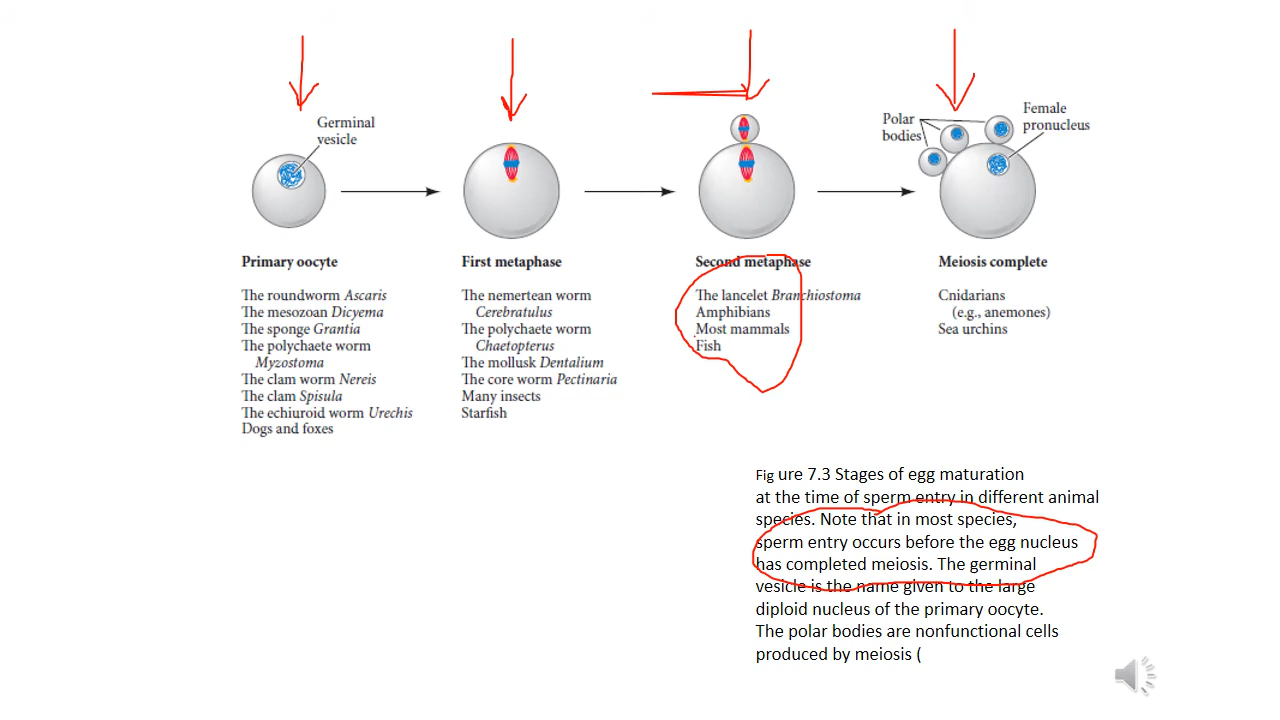 Germinal
vesicle
Polar
bodies
Female
pronucleus
Primary oocyte
The roundworm Ascaris
The mesozoan Dicyema
The sponge Grantia
The polychaete worm
Myzostoma
The clam worm Nereis
The clam Spisula
The echiuroid worm Urechis
Dogs and foxes
First metaphase
The nemertean worm
Cerebratulus
The polychaete worm
Chaetopterus
The mollusk Dentalium
The core worm Pectinaria
Many insects
Starfish
Second metaphase
The lancelet Branchiostoma
Amphibians
Most mammals
Fish
Meiosis complete
Cnidarians
(e.g., anemones)
Sea urchins
Fig ure 7.3 Stages of egg maturation
at the time of sperm entry in different animal
species. Note that in most species,
sperm entry occurs before the egg nucleus
has completed meiosis. The germinal
vesicle is the name given to the large
diploid nucleus of the primary oocyte.
The polar bodies are nonfunctional cells
produced by meiosis (